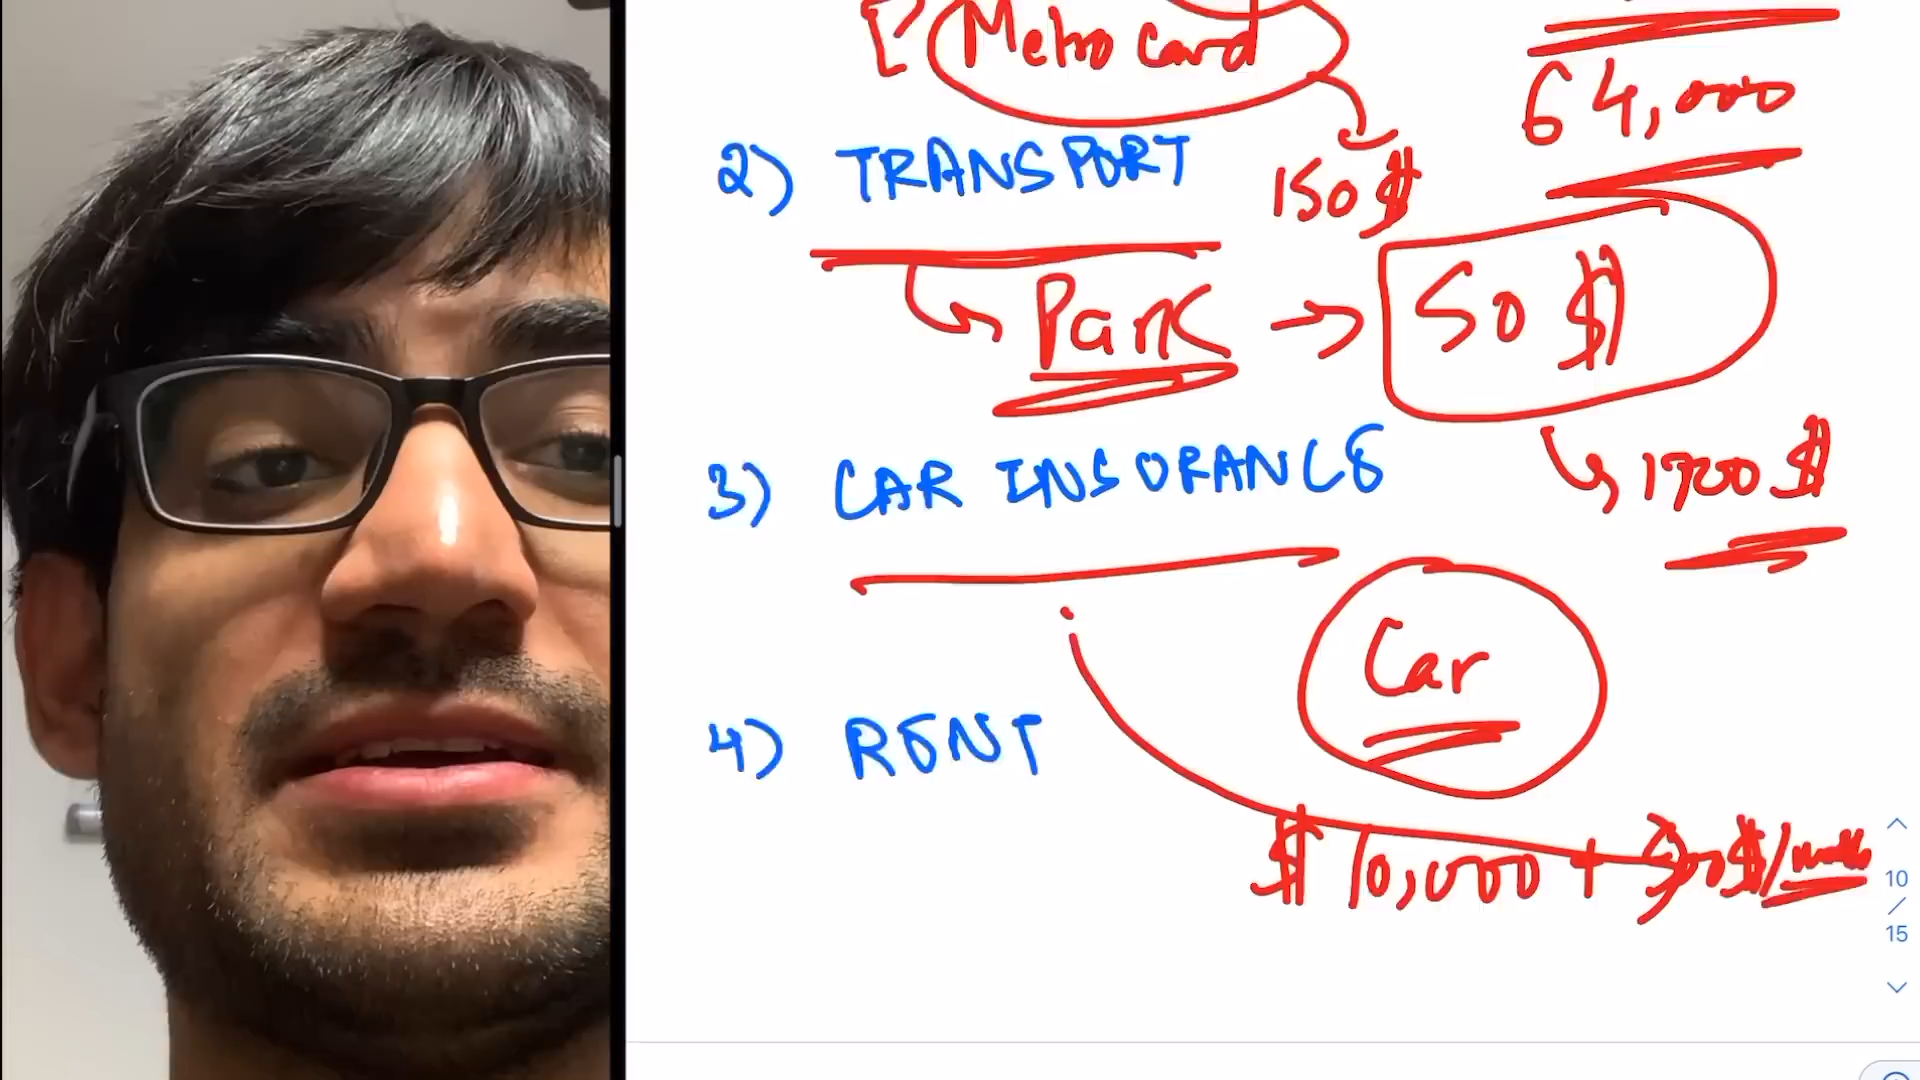 Metro card
64,000
2) TRANSPORT
150 $
Park → 50 $
3) CAR INSURANCE
Car
4) RENT
$ 10,000 + $/month
10
/
15